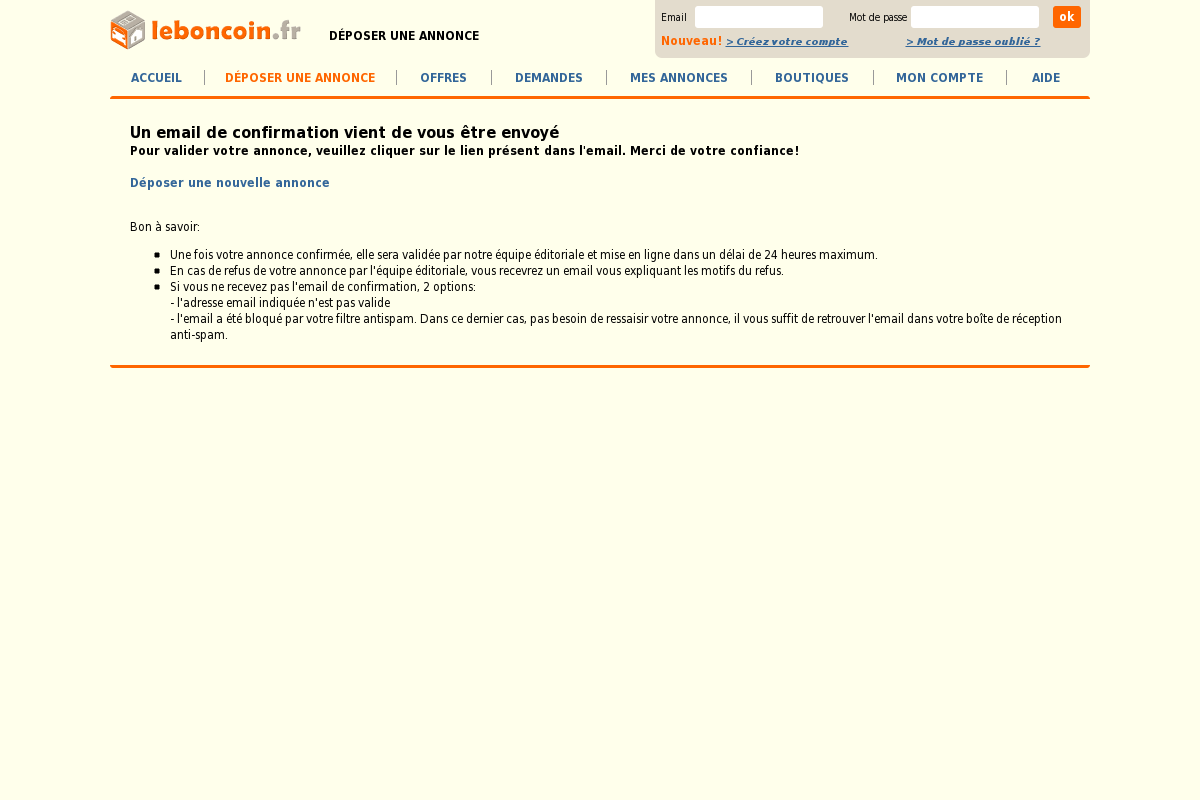 leboncoin.fr
DÉPOSER UNE ANNONCE
Email
Mot de passe
ok
Nouveau! > Créez votre compte
> Mot de passe oublié ?
ACCUEIL
DÉPOSER UNE ANNONCE
OFFRES
DEMANDES
MES ANNONCES
BOUTIQUES
MON COMPTE
AIDE
Un email de confirmation vient de vous être envoyé
Pour valider votre annonce, veuillez cliquer sur le lien présent dans l'email. Merci de votre confiance!
Déposer une nouvelle annonce
Bon à savoir:
Une fois votre annonce confirmée, elle sera validée par notre équipe éditoriale et mise en ligne dans un délai de 24 heures maximum.
En cas de refus de votre annonce par l'équipe éditoriale, vous recevrez un email vous expliquant les motifs du refus.
Si vous ne recevez pas l'email de confirmation, 2 options:
- l'adresse email indiquée n'est pas valide
- l'email a été bloqué par votre filtre antispam. Dans ce dernier cas, pas besoin de ressaisir votre annonce, il vous suffit de retrouver l'email dans votre boîte de réception
anti-spam.